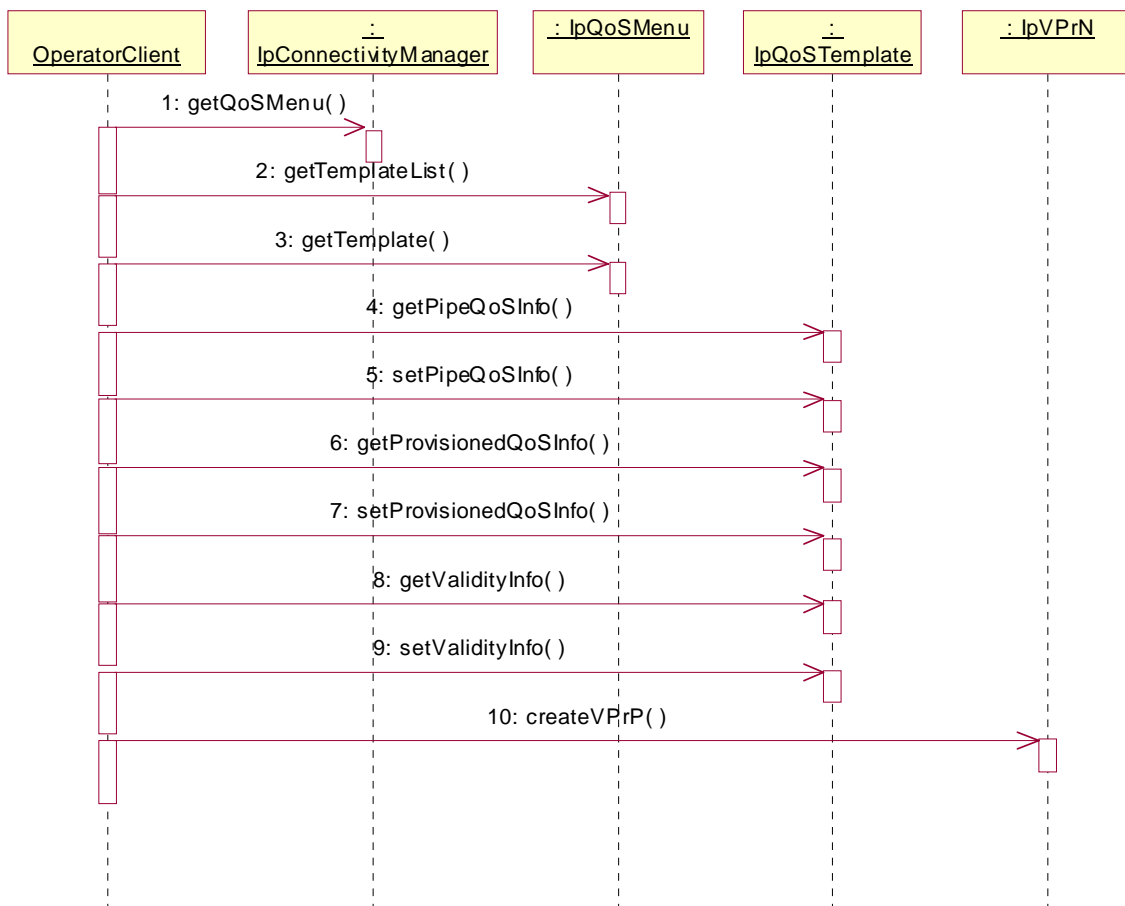 OperatorClient
:
IpConnectivityManager
: IpQoSMenu
:
IpQoSTemplate
: IpVPrN
1: getQoSMenu( )
2: getTemplateList( )
3: getTemplate( )
4: getPipeQoSInfo( )
5: setPipeQoSInfo( )
6: getProvisionedQoSInfo( )
7: setProvisionedQoSInfo( )
8: getValidityInfo( )
9: setValidityInfo( )
10: createVPrP( )